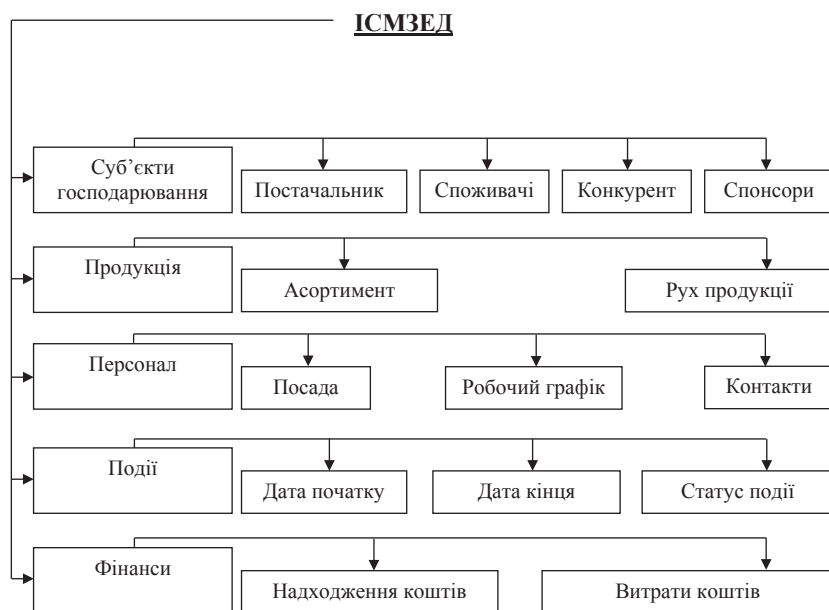 ІСМЗЕД
Суб’єкти
господарювання
Постачальник
Споживачі
Конкурент
Спонсори
Продукція
Асортимент
Рух продукції
Персонал
Посада
Робочий графік
Контакти
Події
Дата початку
Дата кінця
Статус події
Фінанси
Надходження коштів
Витрати коштів